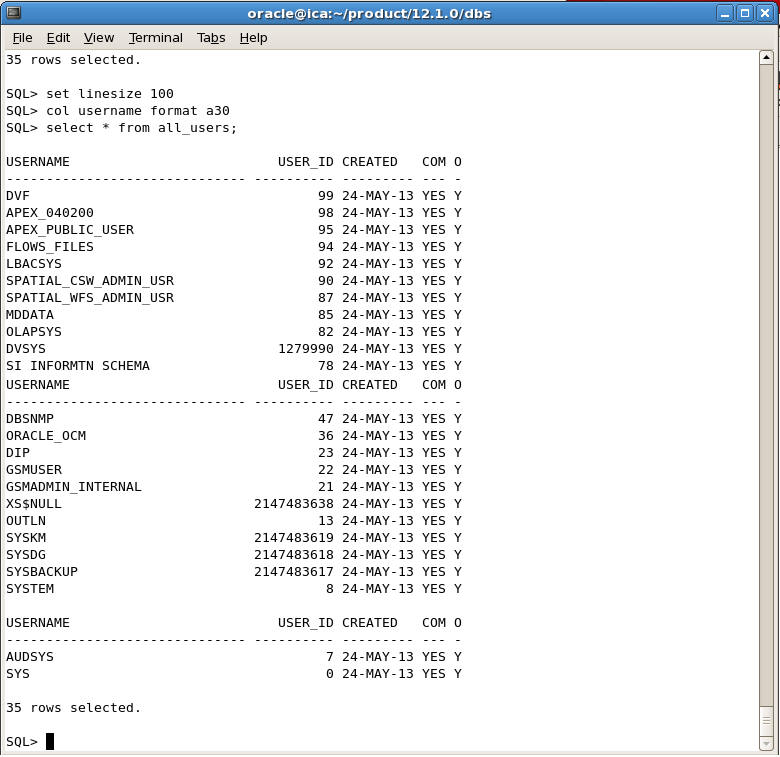 oracle@ica:~/product/12.1.0/dbs
File Edit View Terminal Tabs Help
35 rows selected.
SQL> set linesize 100
SQL> col username format a30
SQL> select * from all_users;
USERNAME                          USER_ID CREATED   COM O
------------------------------ ---------- --------- --- -
DVF                                    99 24-MAY-13 YES Y
APEX_040200                            98 24-MAY-13 YES Y
APEX_PUBLIC_USER                       95 24-MAY-13 YES Y
FLOWS_FILES                            94 24-MAY-13 YES Y
LBACSYS                                92 24-MAY-13 YES Y
SPATIAL_CSW_ADMIN_USR                  90 24-MAY-13 YES Y
SPATIAL_WFS_ADMIN_USR                  87 24-MAY-13 YES Y
MDDATA                                 85 24-MAY-13 YES Y
OLAPSYS                                82 24-MAY-13 YES Y
DVSYS                             1279990 24-MAY-13 YES Y
SI INFORMTN SCHEMA                     78 24-MAY-13 YES Y
USERNAME                          USER_ID CREATED   COM O
------------------------------ ---------- --------- --- -
DBSNMP                                 47 24-MAY-13 YES Y
ORACLE_OCM                             36 24-MAY-13 YES Y
DIP                                    23 24-MAY-13 YES Y
GSMUSER                                22 24-MAY-13 YES Y
GSMADMIN_INTERNAL                      21 24-MAY-13 YES Y
XS$NULL                        2147483638 24-MAY-13 YES Y
OUTLN                                  13 24-MAY-13 YES Y
SYSKM                          2147483619 24-MAY-13 YES Y
SYSDG                          2147483618 24-MAY-13 YES Y
SYSBACKUP                      2147483617 24-MAY-13 YES Y
SYSTEM                                  8 24-MAY-13 YES Y
USERNAME                          USER_ID CREATED   COM O
------------------------------ ---------- --------- --- -
AUDSYS                                  7 24-MAY-13 YES Y
SYS                                     0 24-MAY-13 YES Y
35 rows selected.
SQL>